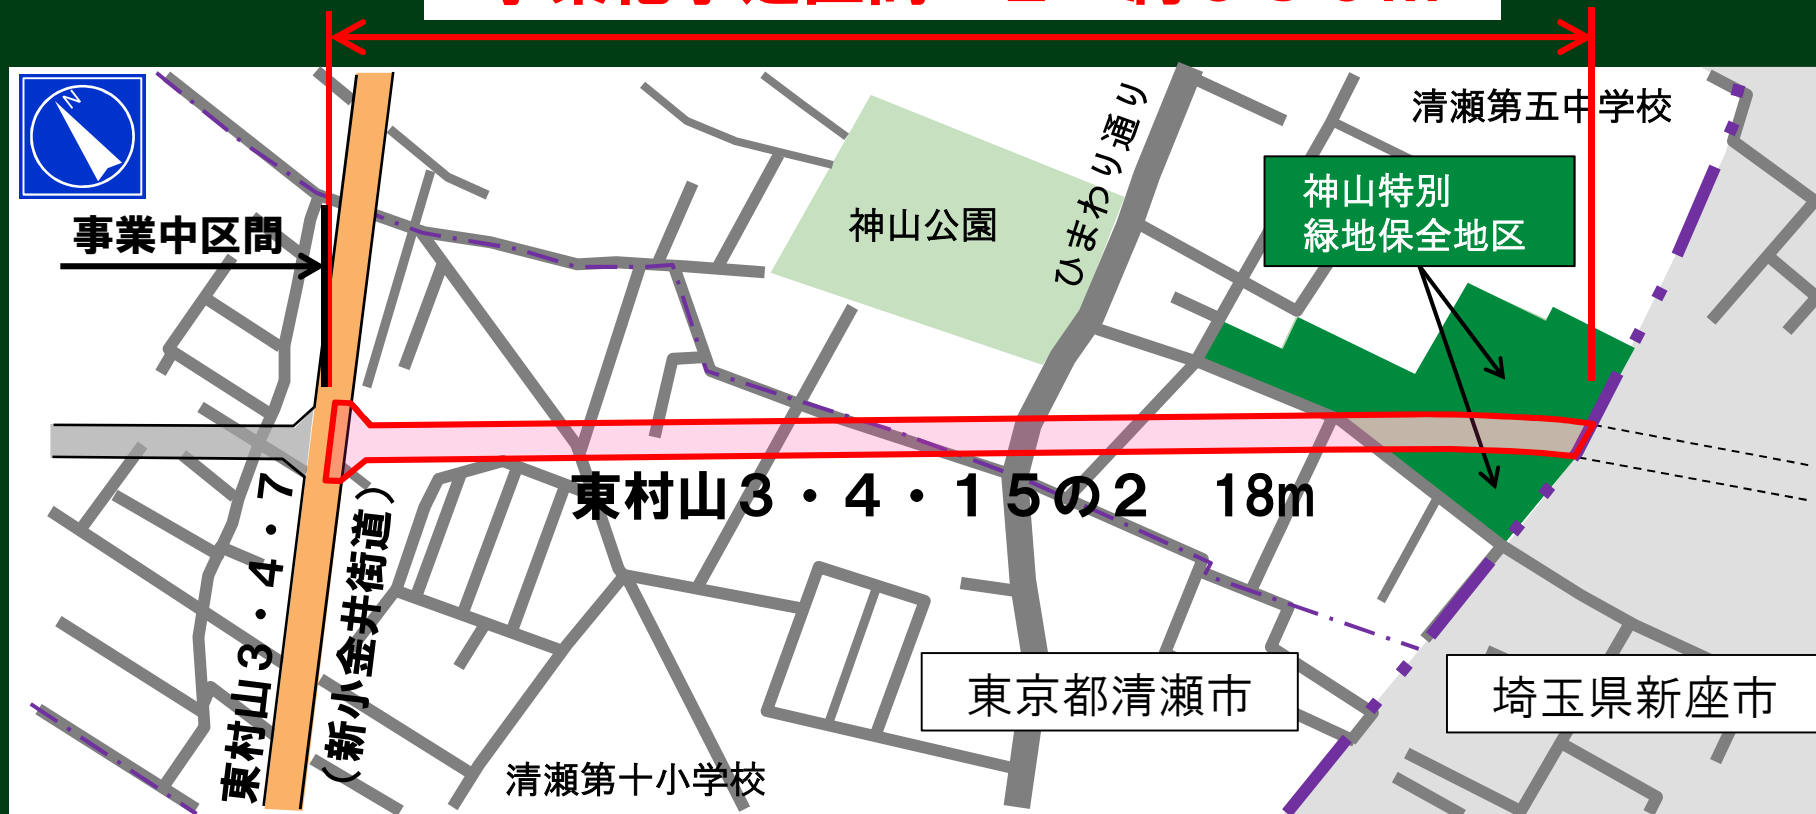 N
清瀬第五中学校
ひまわり通り
神山特別
緑地保全地区
神山公園
事業中区間
東村山3・4・15の2　18m
東村山3・4・7
（新小金井街道）
東京都清瀬市
埼玉県新座市
清瀬第十小学校